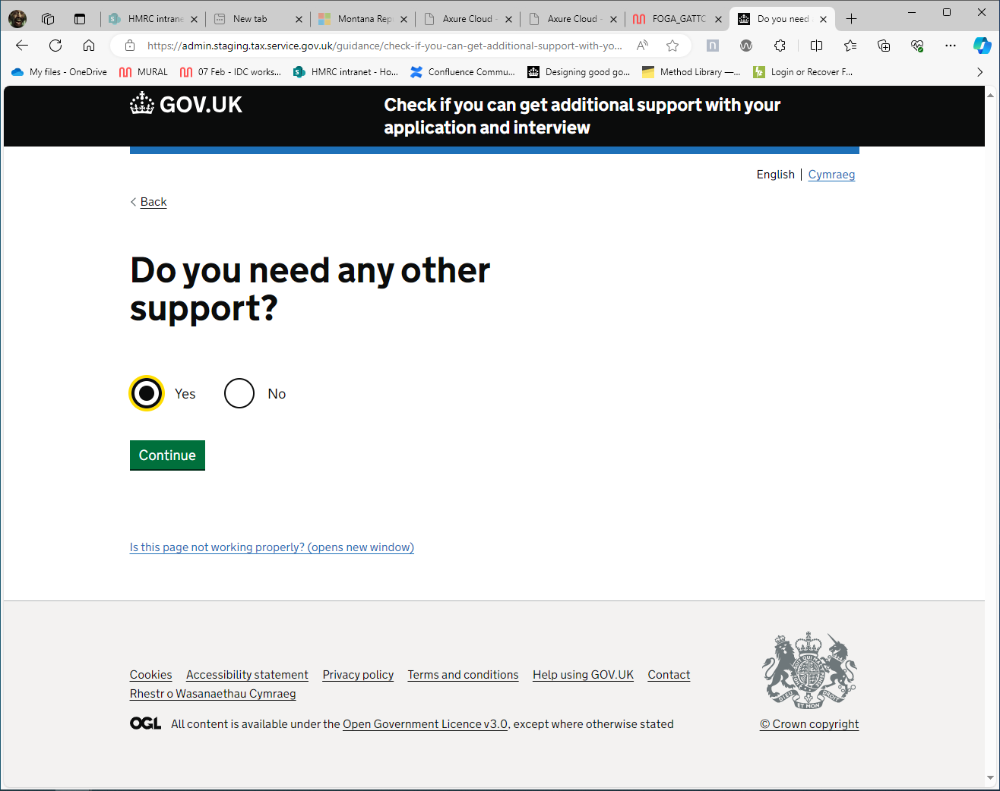 HMRC intrane
New tab
Montana Rep
Axure Cloud -
Axure Cloud -
FOGA_GATTC
Do you need
https://admin.staging.tax.service.gov.uk/guidance/check-if-you-can-get-additional-support-with-yo...
My files - OneDrive
MURAL
07 Feb - IDC works...
HMRC intranet - Ho...
Confluence Commu...
Designing good go...
Method Library —...
Login or Recover F...
GOV.UK
Check if you can get additional support with your
application and interview
English | Cymraeg
Back
Do you need any other
support?
Yes
No
Continue
Is this page not working properly? (opens new window)
Cookies Accessibility statement Privacy policy Terms and conditions Help using GOV.UK Contact
Rhestr o Wasanaethau Cymraeg
OGL All content is available under the Open Government Licence v3.0, except where otherwise stated
DIEU ET MON DROIT
© Crown copyright